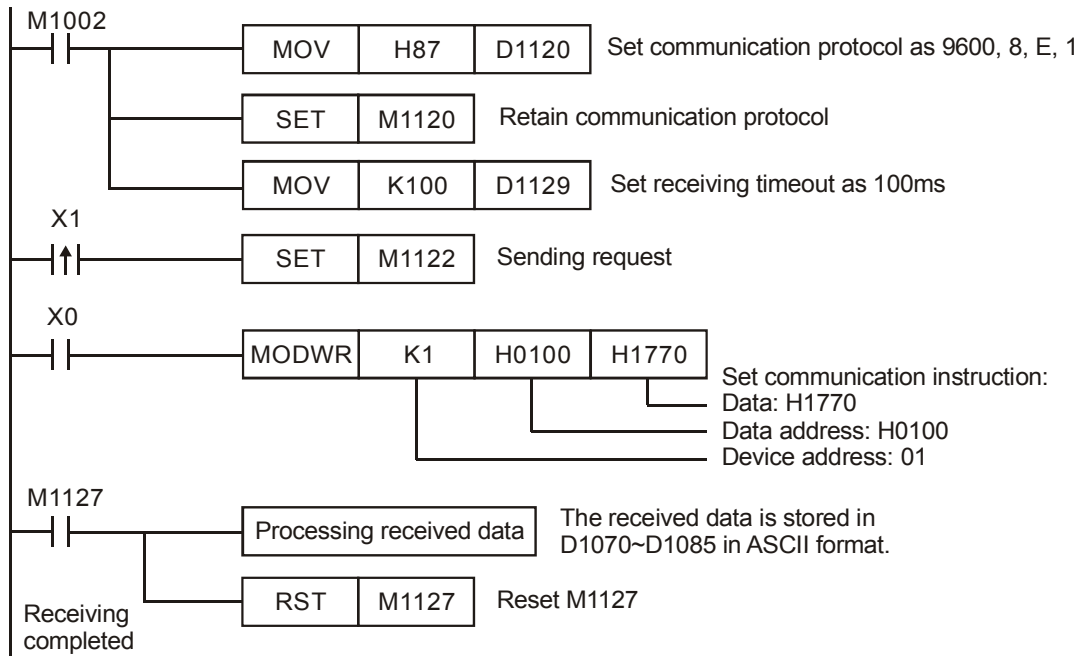 M1002
MOV H87 D1120 Set communication protocol as 9600, 8, E, 1
SET M1120 Retain communication protocol
MOV K100 D1129 Set receiving timeout as 100ms
X1
SET M1122 Sending request
X0
MODWR K1 H0100 H1770
Set communication instruction:
Data: H1770
Data address: H0100
Device address: 01
M1127
Processing received data
The received data is stored in
D1070~D1085 in ASCII format.
RST M1127 Reset M1127
Receiving
completed